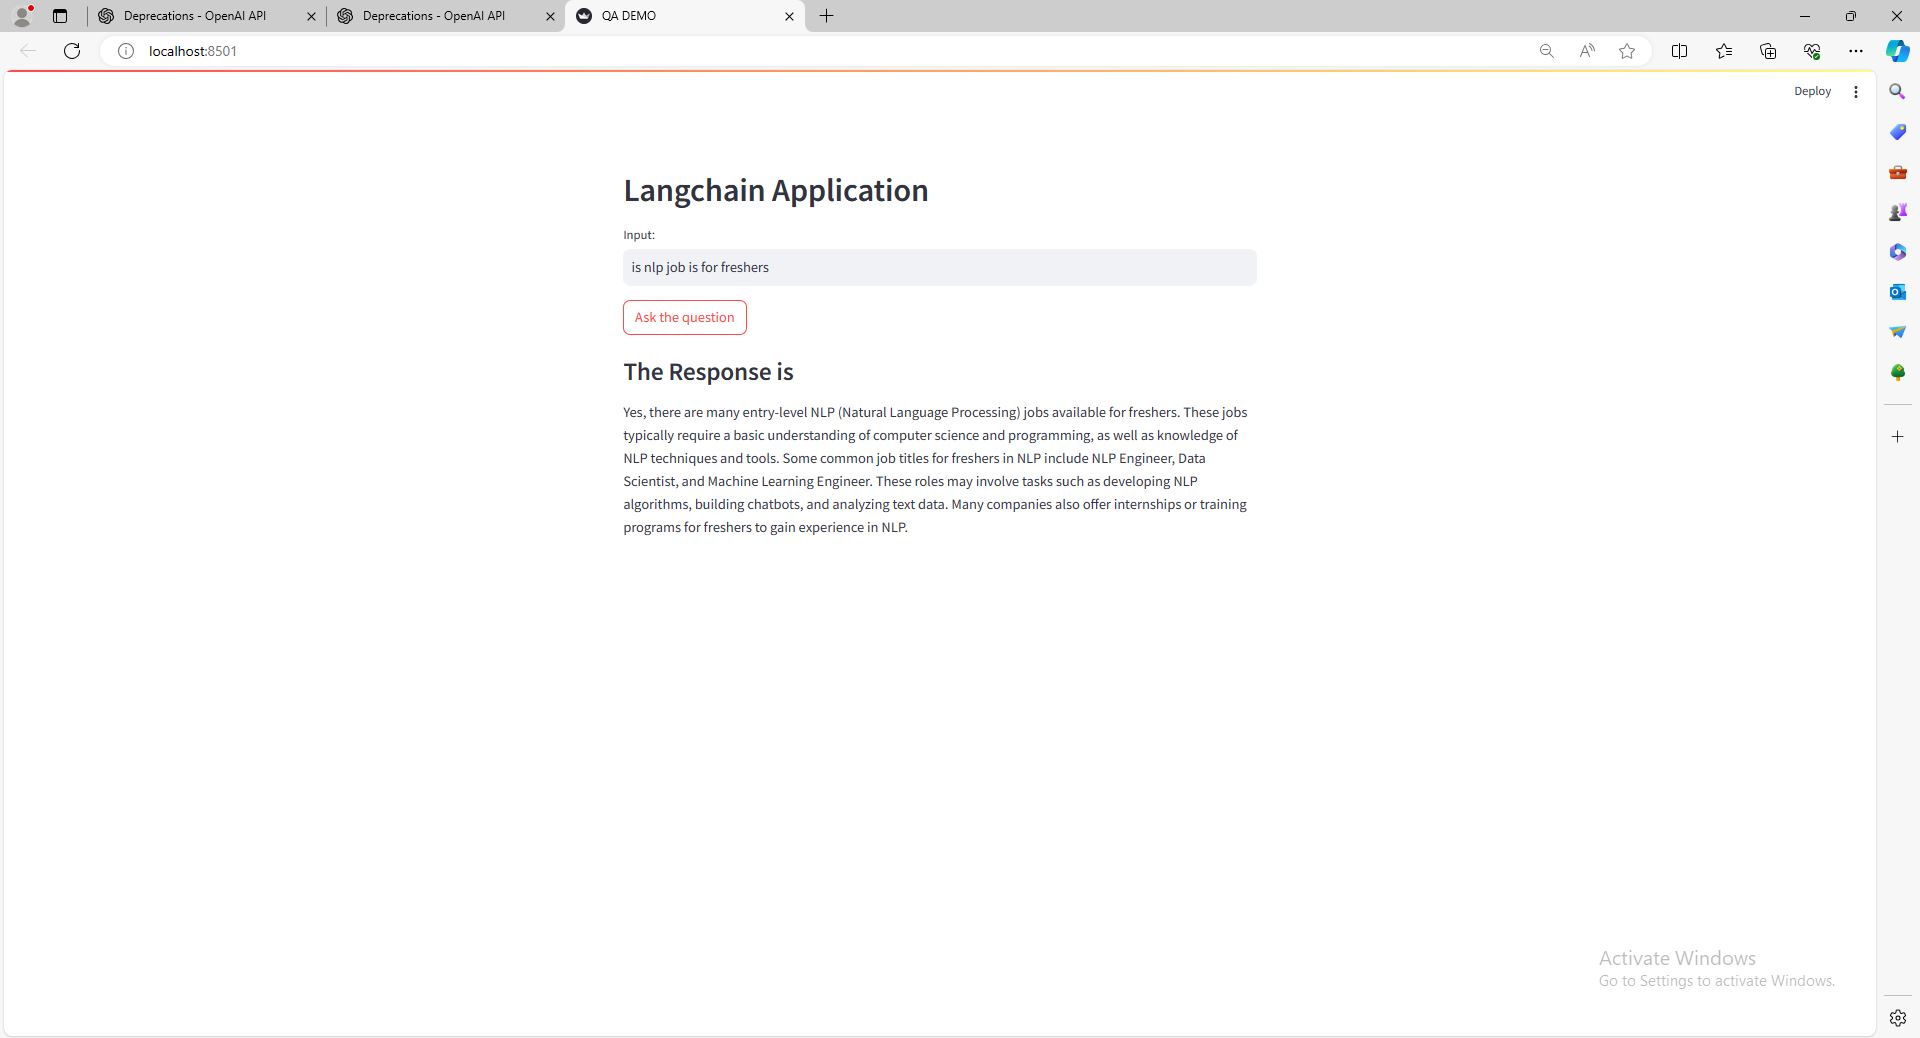 Deprecations - OpenAI API
Deprecations - OpenAI API
QA DEMO
localhost:8501
Deploy
Langchain Application
Input:
is nlp job is for freshers
Ask the question
The Response is
Yes, there are many entry-level NLP (Natural Language Processing) jobs available for freshers. These jobs
typically require a basic understanding of computer science and programming, as well as knowledge of
NLP techniques and tools. Some common job titles for freshers in NLP include NLP Engineer, Data
Scientist, and Machine Learning Engineer. These roles may involve tasks such as developing NLP
algorithms, building chatbots, and analyzing text data. Many companies also offer internships or training
programs for freshers to gain experience in NLP.
Activate Windows
Go to Settings to activate Windows.